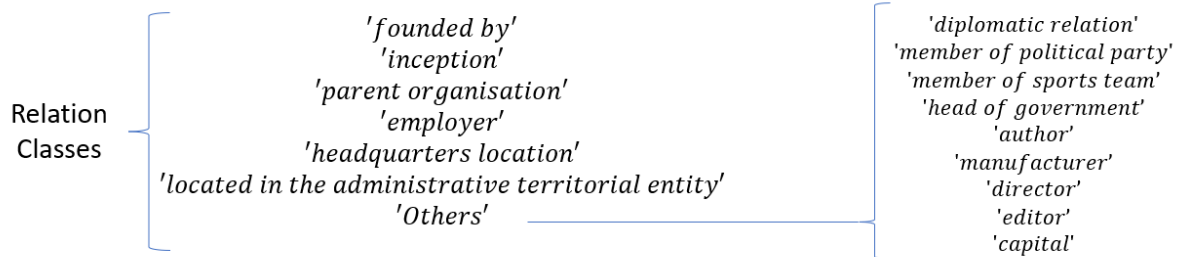 Relation
Classes
'founded by'
'inception'
'parent organisation'
'employer'
'headquarters location'
'located in the administrative territorial entity'
'Others'
'diplomatic relation'
'member of political party'
'member of sports team'
'head of government'
'author'
'manufacturer'
'director'
'editor'
'capital'